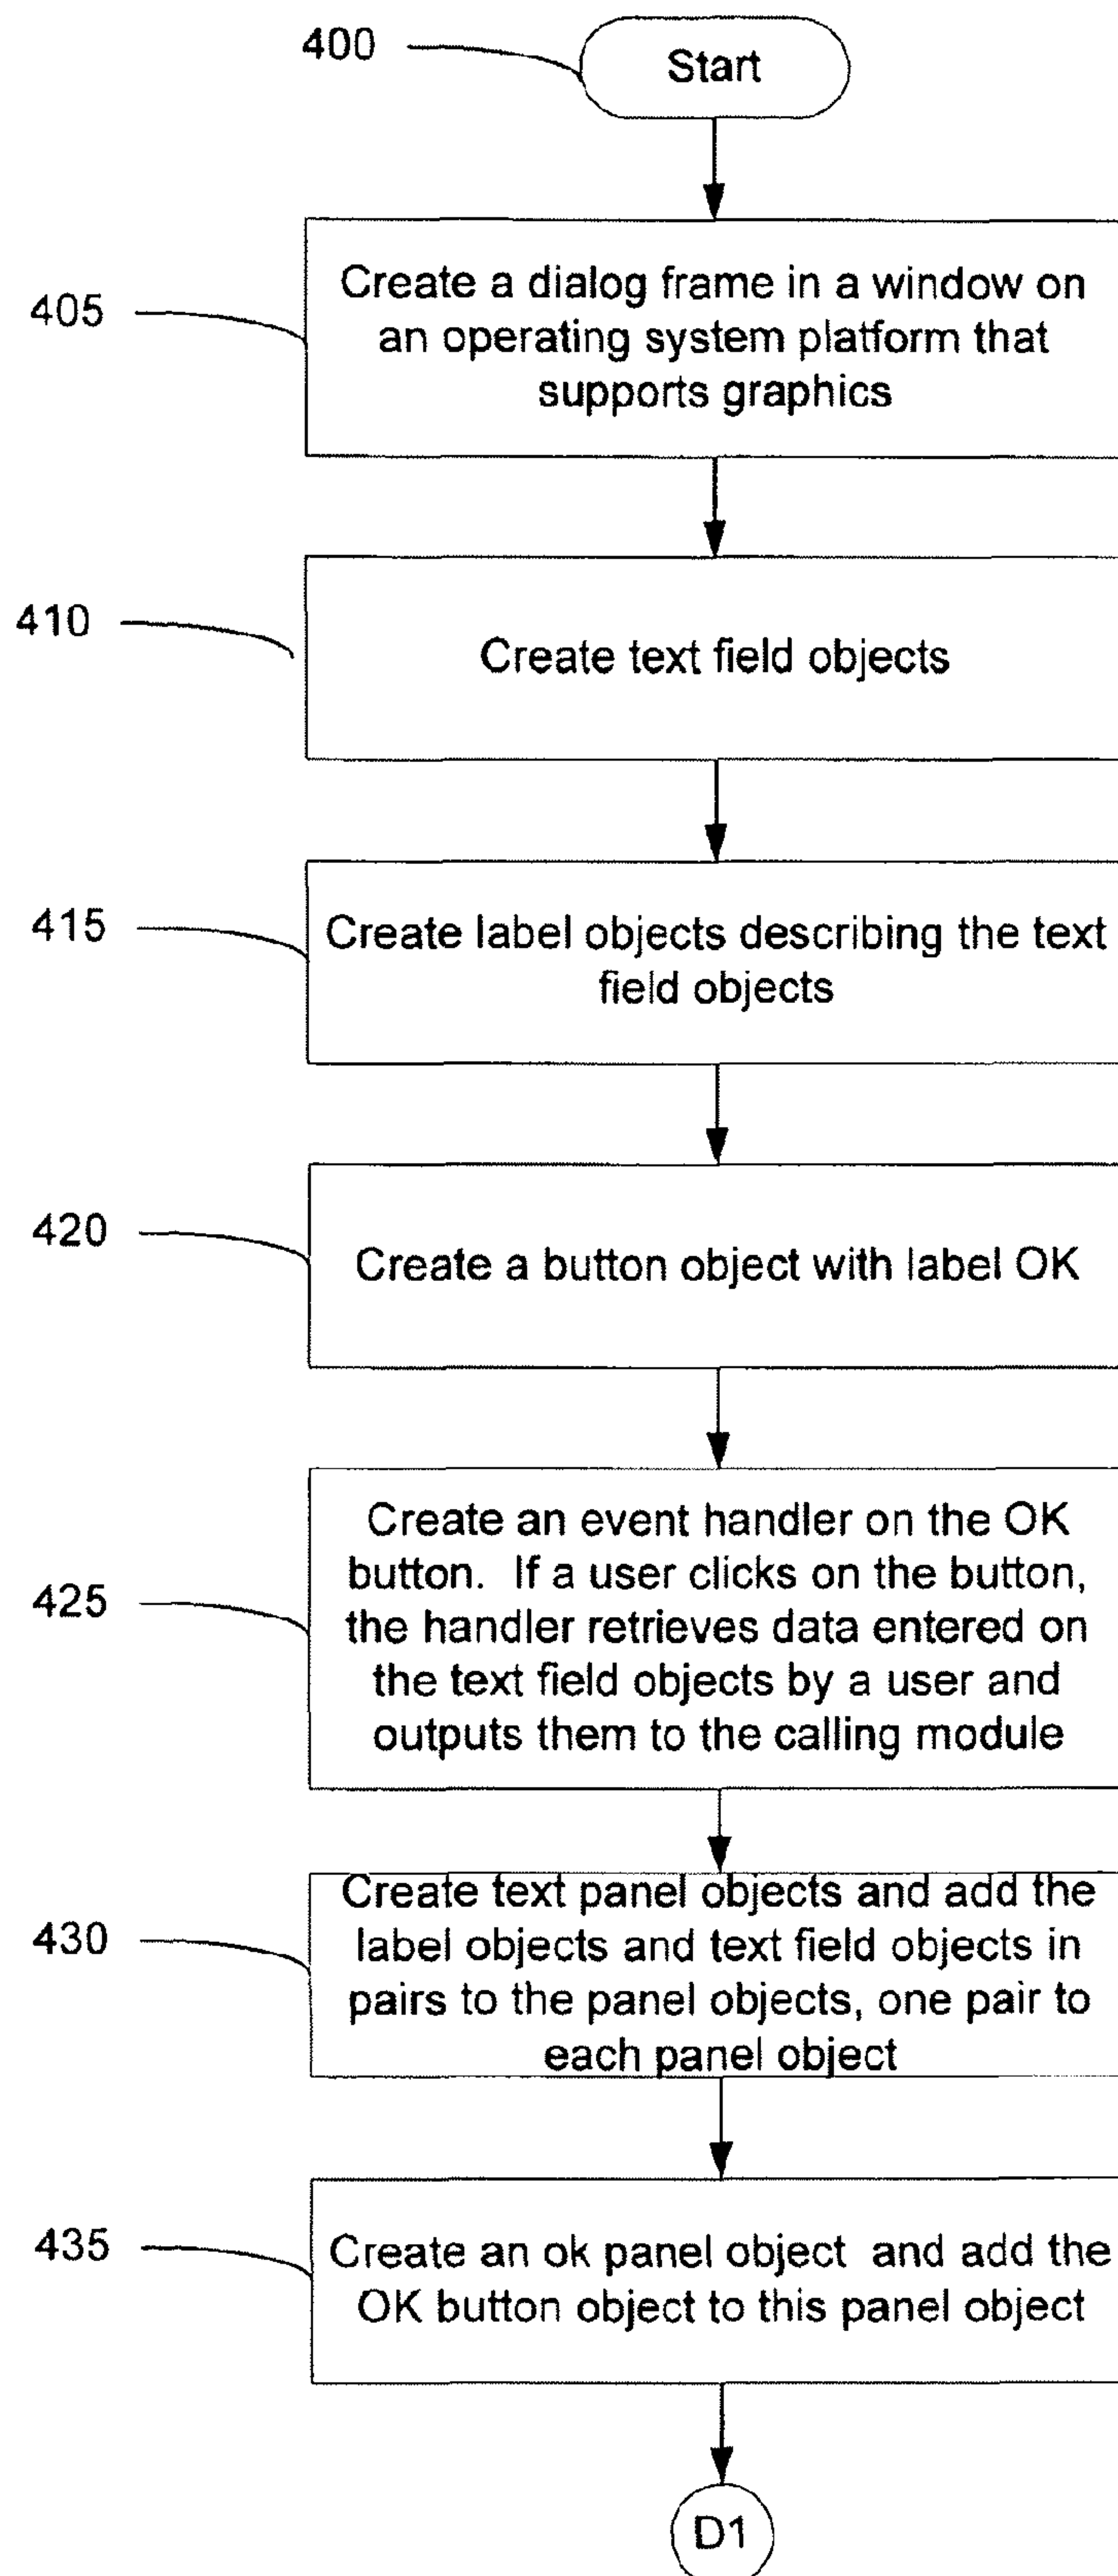 400
Start
405
Create a dialog frame in a window on
an operating system platform that
supports graphics
410
Create text field objects
415
Create label objects describing the text
field objects
420
Create a button object with label OK
425
Create an event handler on the OK
button.  If a user clicks on the button,
the handler retrieves data entered on
the text field objects by a user and
outputs them to the calling module
430
Create text panel objects and add the
label objects and text field objects in
pairs to the panel objects, one pair to
each panel object
435
Create an ok panel object  and add the
OK button object to this panel object
D1